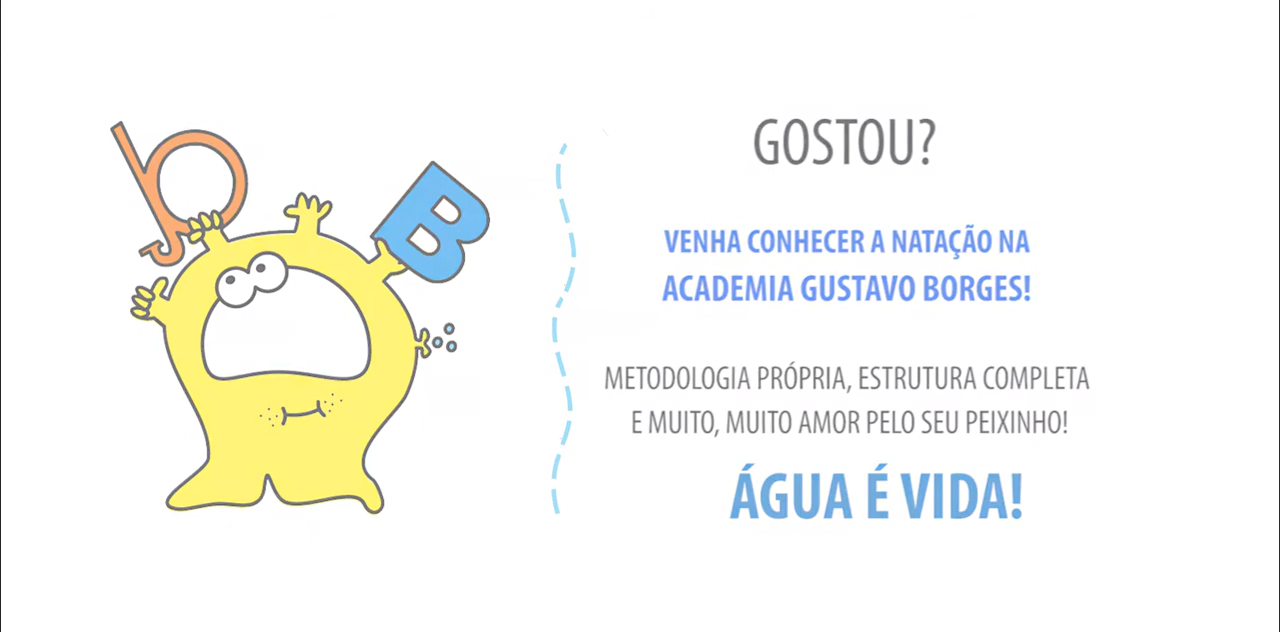 b
B
GOSTOU?
VENHA CONHECER A NATAÇÃO NA
ACADEMIA GUSTAVO BORGES!
METODOLOGIA PRÓPRIA, ESTRUTURA COMPLETA
E MUITO, MUITO AMOR PELO SEU PEIXINHO!
ÁGUA É VIDA!